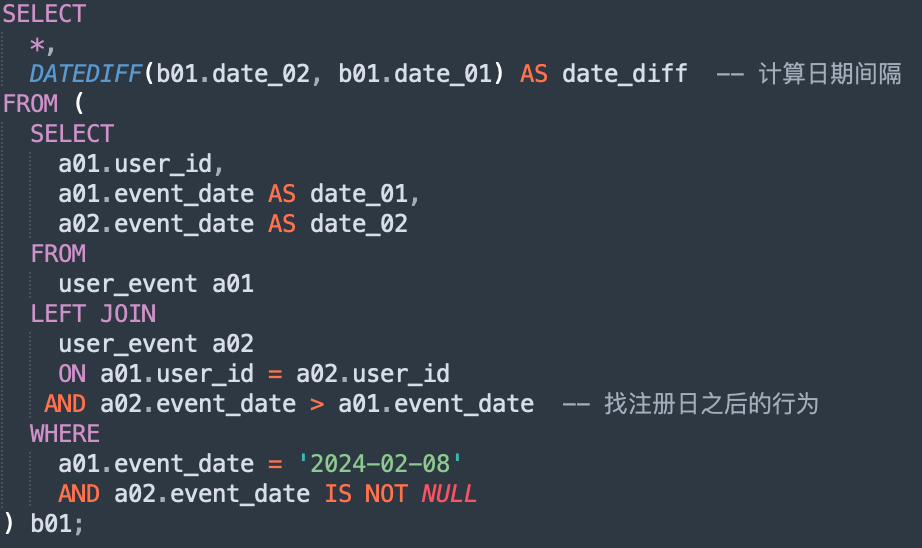 SELECT
  *,
  DATEDIFF(b01.date_02, b01.date_01) AS date_diff  -- 计算日期间隔
FROM (
  SELECT
    a01.user_id,
    a01.event_date AS date_01,
    a02.event_date AS date_02
  FROM
    user_event a01
  LEFT JOIN
    user_event a02
    ON a01.user_id = a02.user_id
   AND a02.event_date > a01.event_date  -- 找注册日之后的行为
  WHERE
    a01.event_date = '2024-02-08'
    AND a02.event_date IS NOT NULL
) b01;